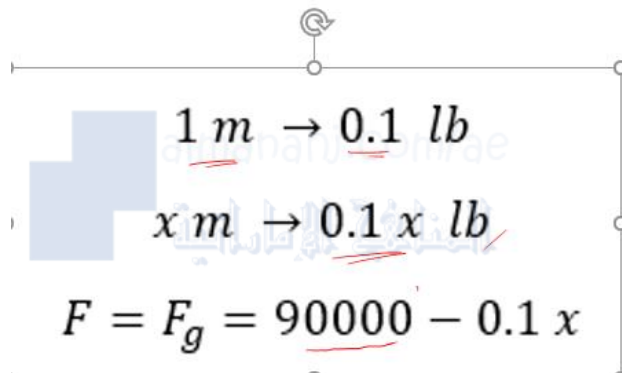 1 m → 0.1 lb
x m → 0.1 x lb
F = F_g = 90000 − 0.1 x